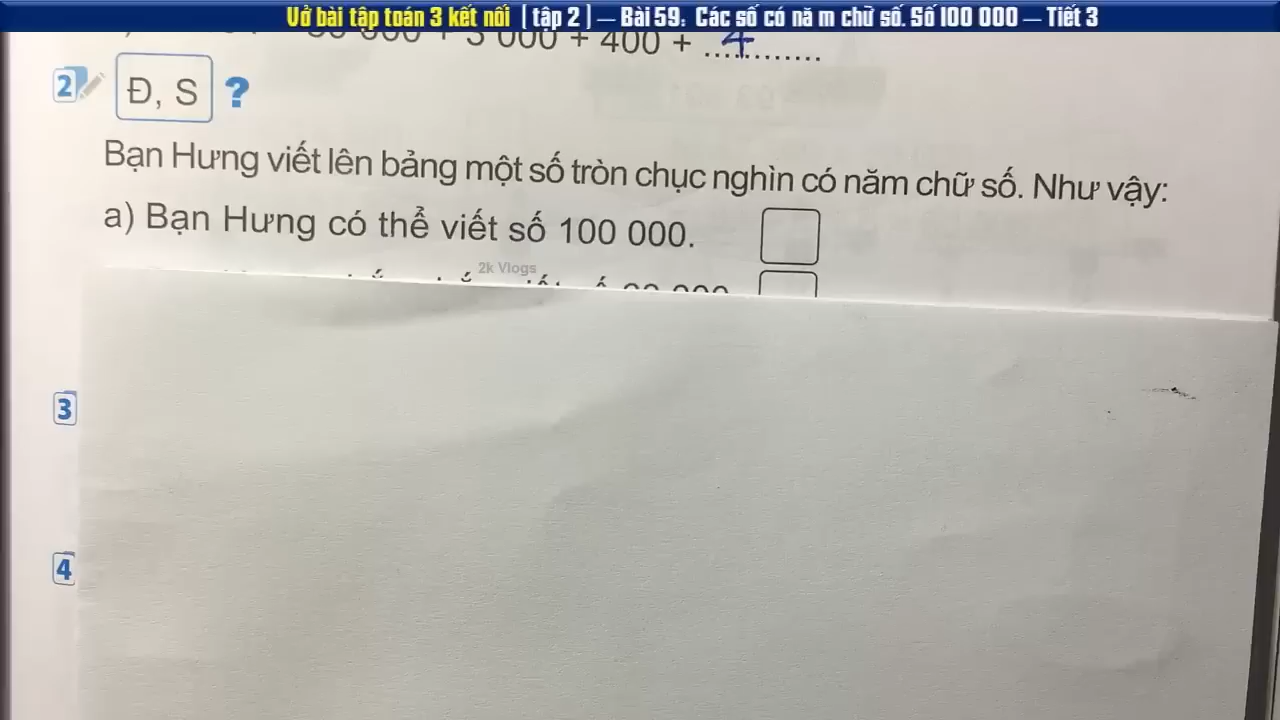 Vở bài tập toán 3 kết nối ( tập 2 ) – Bài 59: Các số có năm chữ số. Số 100 000 – Tiết 3
000 + 400 + 4
2 Đ, S ?
Bạn Hưng viết lên bảng một số tròn chục nghìn có năm chữ số. Như vậy:
a) Bạn Hưng có thể viết số 100 000.
2k Vlogs
3
4